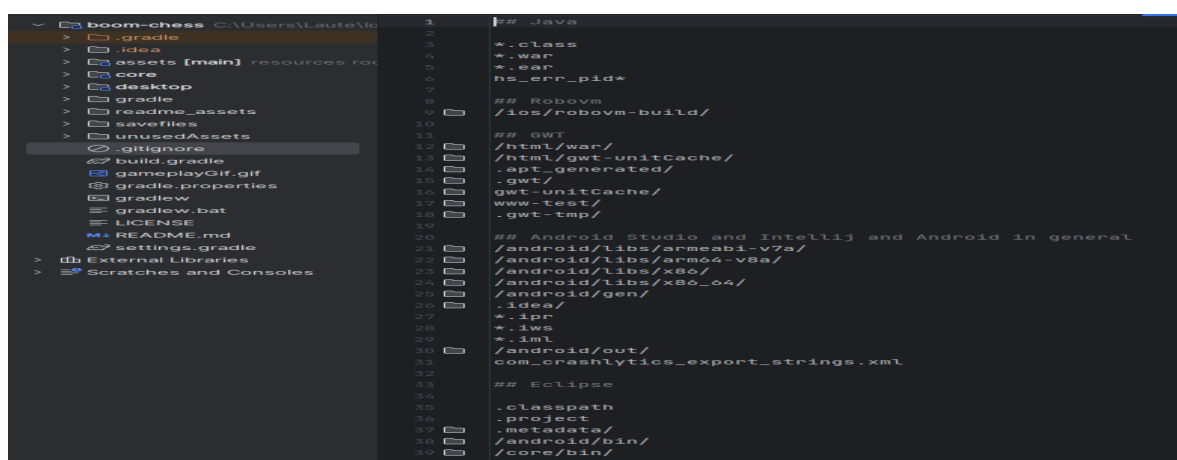 boom-chess C:\Users\Laute\Ic
.gradle
.idea
assets [main] resources roo
core
desktop
gradle
readme_assets
savefiles
unusedAssets
.gitignore
build.gradle
gameplayGif.gif
gradle.properties
gradlew
gradlew.bat
LICENSE
M↓ README.md
settings.gradle
External Libraries
Scratches and Consoles
1 ## Java
2
3 *.class
4 *.war
5 *.ear
6 hs_err_pid*
7
8 ## Robovm
9 /ios/robovm-build/
10
11 ## GWT
12 /html/war/
13 /html/gwt-unitCache/
14 .apt_generated/
15 .gwt/
16 gwt-unitCache/
17 www-test/
18 .gwt-tmp/
19
20 ## Android Studio and Intellij and Android in general
21 /android/libs/armeabi-v7a/
22 /android/libs/arm64-v8a/
23 /android/libs/x86/
24 /android/libs/x86_64/
25 /android/gen/
26 .idea/
27 *.ipr
28 *.iws
29 *.iml
30 /android/out/
31 com_crashlytics_export_strings.xml
32
33 ## Eclipse
34
35 .classpath
36 .project
37 .metadata/
38 /android/bin/
39 /core/bin/